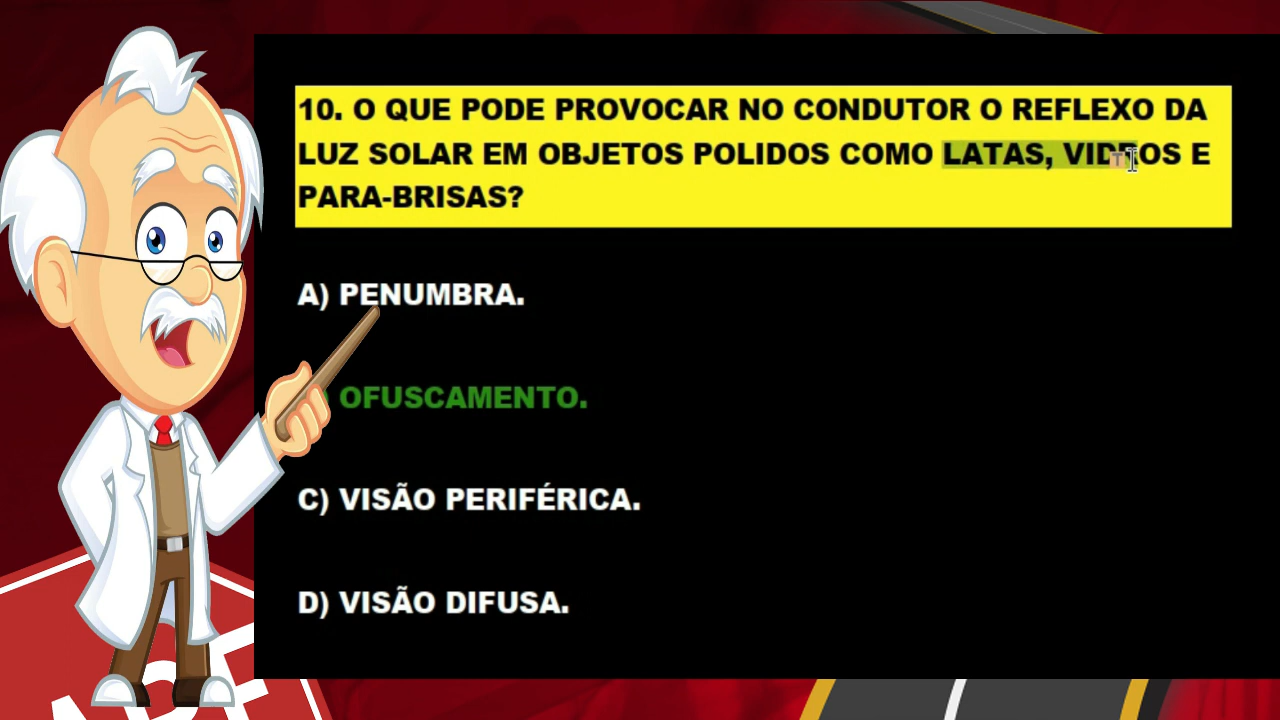 10. O QUE PODE PROVOCAR NO CONDUTOR O REFLEXO DA
LUZ SOLAR EM OBJETOS POLIDOS COMO LATAS, VIDROS E
PARA-BRISAS?
A) PENUMBRA.
OFUSCAMENTO.
C) VISÃO PERIFÉRICA.
D) VISÃO DIFUSA.